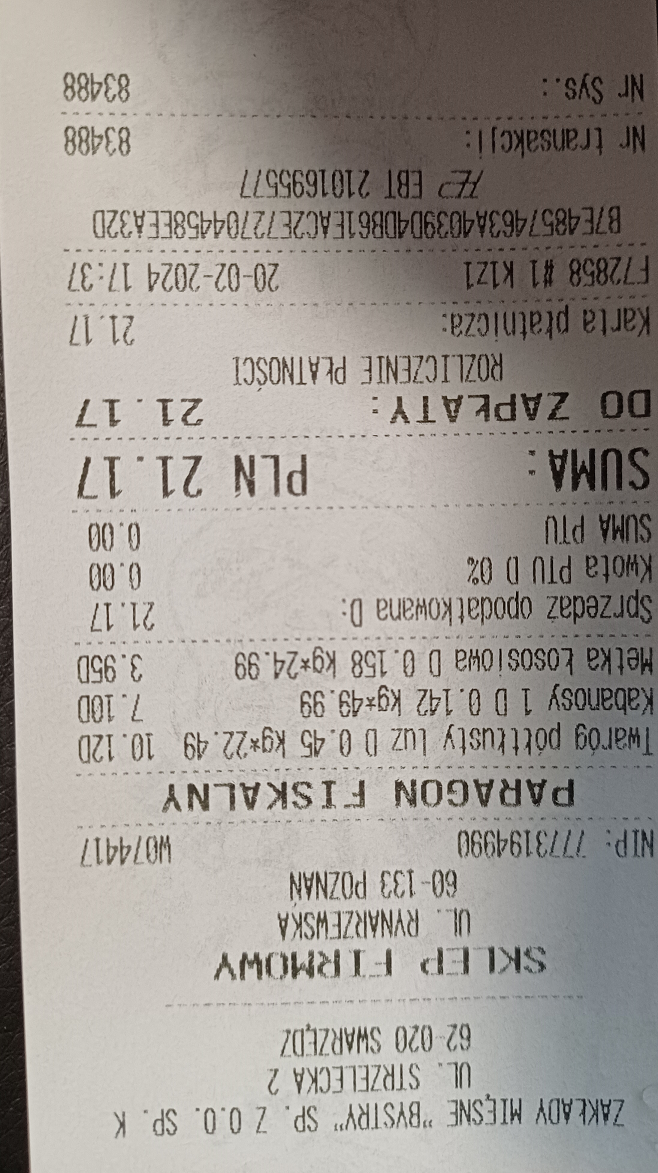 ZAKŁADY MIĘSNE "BYSTRY" SP. Z O.O. SP. K
UL. STRZELECKA 2
62-020 SWARZĘDZ
SKLEP FIRMOWY
UL. RYNARZEWSKA
60-133 POZNAŃ
NIP: 7773194990 W074417
PARAGON FISKALNY
Twaróg półtłusty luz D 0.45 kg*22.49 10.12D
Kabanosy 1 D 0.142 kg*49.99 7.10D
Metka Łososiowa D 0.158 kg*24.99 3.95D
Sprzedaż opodatkowana D: 21.17
Kwota PTU D 0% 0.00
SUMA PTU 0.00
SUMA: PLN 21.17
DO ZAPŁATY: 21.17
ROZLICZENIE PŁATNOŚCI
Karta płatnicza: 21.17
F72858 #1 K1Z1 20-02-2024 17:37
B7E4857463A4039D4DB61EAC2E72704458EEA32D
EBT 2101695577
Nr transakcji: 83488
Nr Sys.: 83488